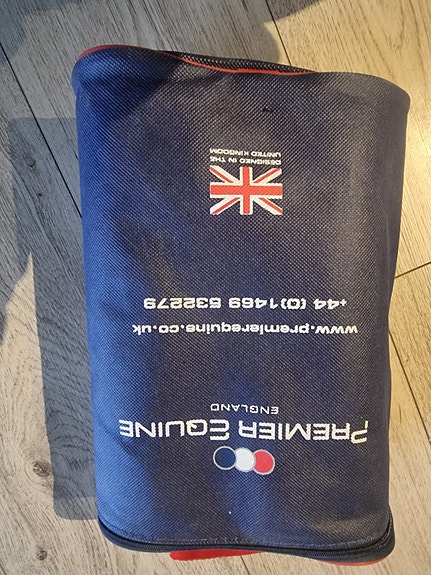 PREMIER EQUINE
ENGLAND
www.premierequine.co.uk
+44 (0)1469 532279
DESIGNED IN THE
UNITED KINGDOM